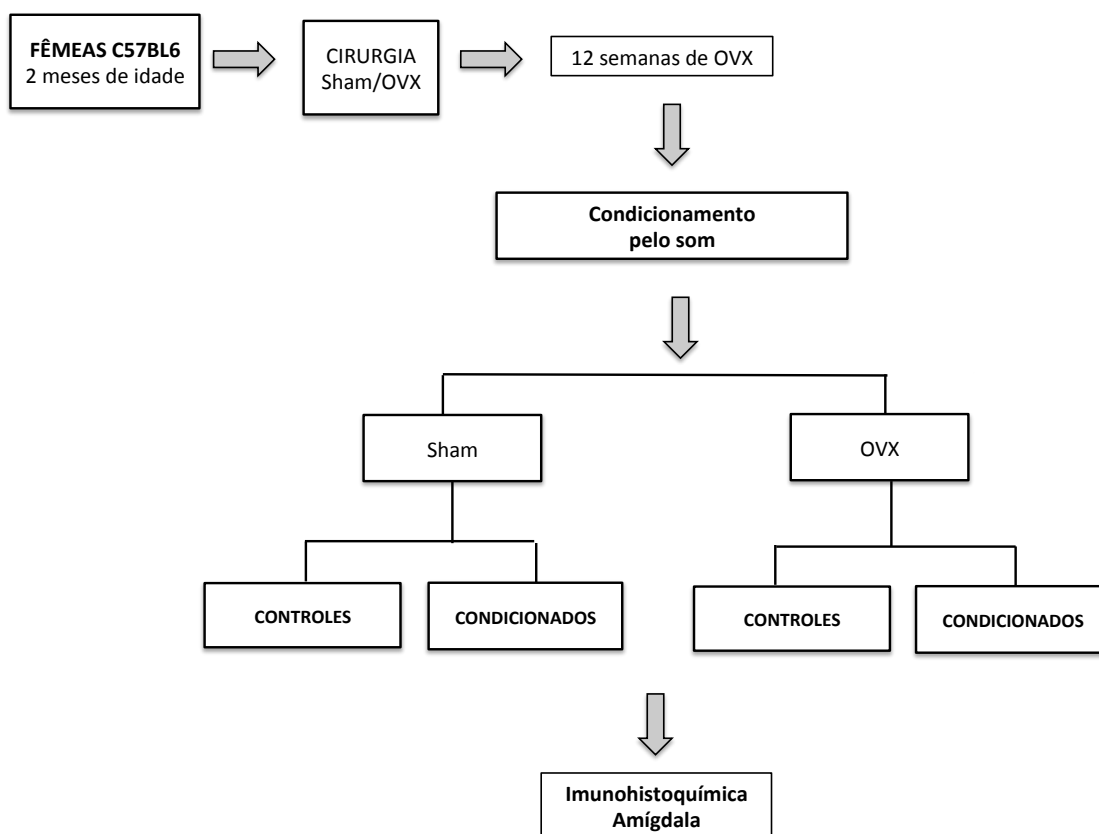 FÊMEAS C57BL6
2 meses de idade
CIRURGIA
Sham/OVX
12 semanas de OVX
Condicionamento
pelo som
Sham
OVX
CONTROLES
CONDICIONADOS
CONTROLES
CONDICIONADOS
Imunohistoquímica
Amígdala